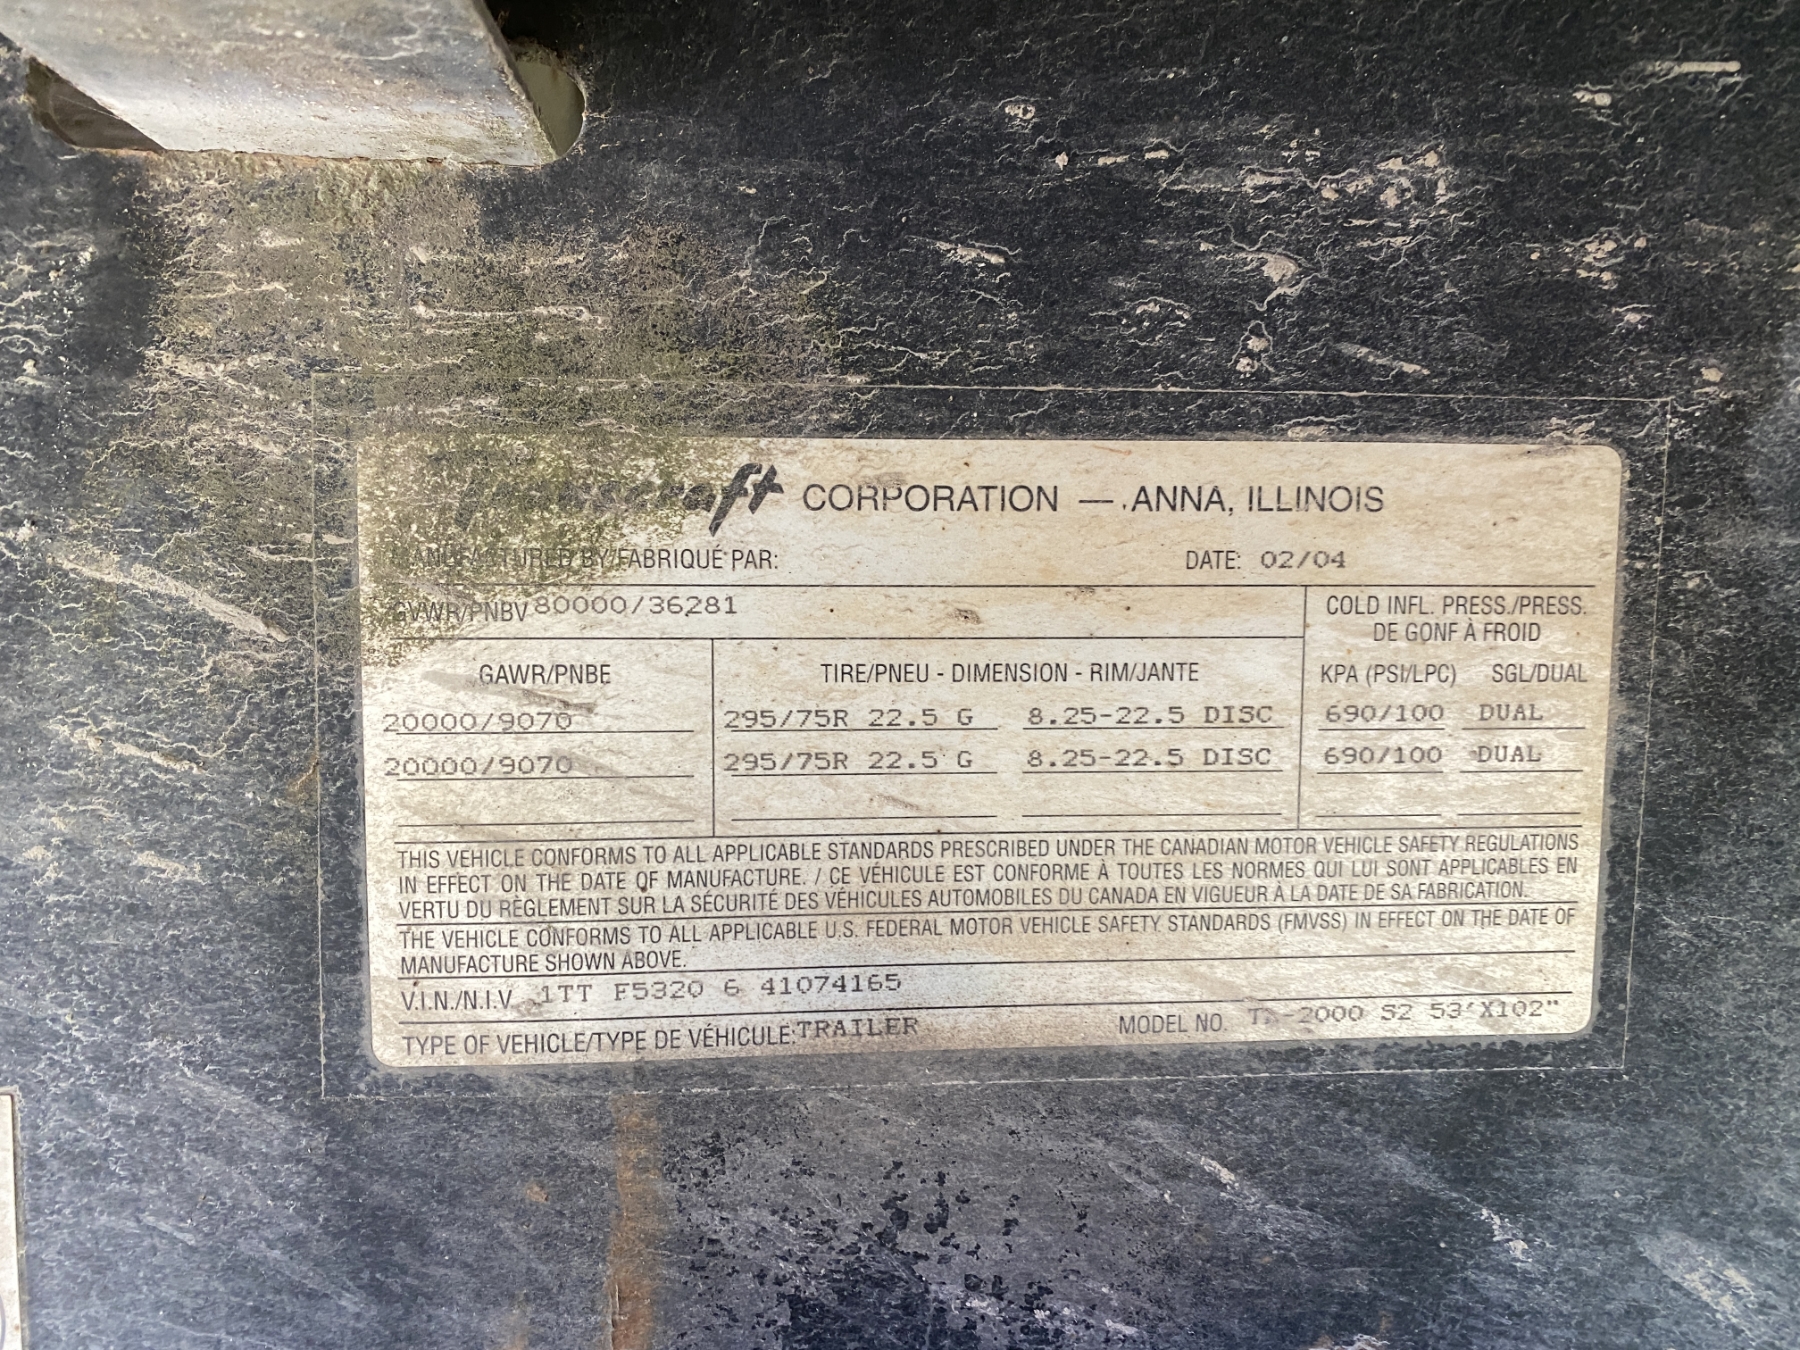 Transcraft CORPORATION — ANNA, ILLINOIS
MANUFACTURED BY/FABRIQUÉ PAR: DATE: 02/04
GVWR/PNBV 80000/36281
COLD INFL. PRESS./PRESS.
DE GONF À FROID
GAWR/PNBE TIRE/PNEU - DIMENSION - RIM/JANTE KPA (PSI/LPC) SGL/DUAL
20000/9070 295/75R 22.5 G 8.25-22.5 DISC 690/100 DUAL
20000/9070 295/75R 22.5 G 8.25-22.5 DISC 690/100 DUAL
THIS VEHICLE CONFORMS TO ALL APPLICABLE STANDARDS PRESCRIBED UNDER THE CANADIAN MOTOR VEHICLE SAFETY REGULATIONS
IN EFFECT ON THE DATE OF MANUFACTURE. / CE VÉHICULE EST CONFORME À TOUTES LES NORMES QUI LUI SONT APPLICABLES EN
VERTU DU RÈGLEMENT SUR LA SÉCURITÉ DES VÉHICULES AUTOMOBILES DU CANADA EN VIGUEUR À LA DATE DE SA FABRICATION.
THE VEHICLE CONFORMS TO ALL APPLICABLE U.S. FEDERAL MOTOR VEHICLE SAFETY STANDARDS (FMVSS) IN EFFECT ON THE DATE OF
MANUFACTURE SHOWN ABOVE.
V.I.N./N.I.V. 1TT F5320 6 41074165
TYPE OF VEHICLE/TYPE DE VÉHICULE: TRAILER MODEL NO. S2 53'X102"